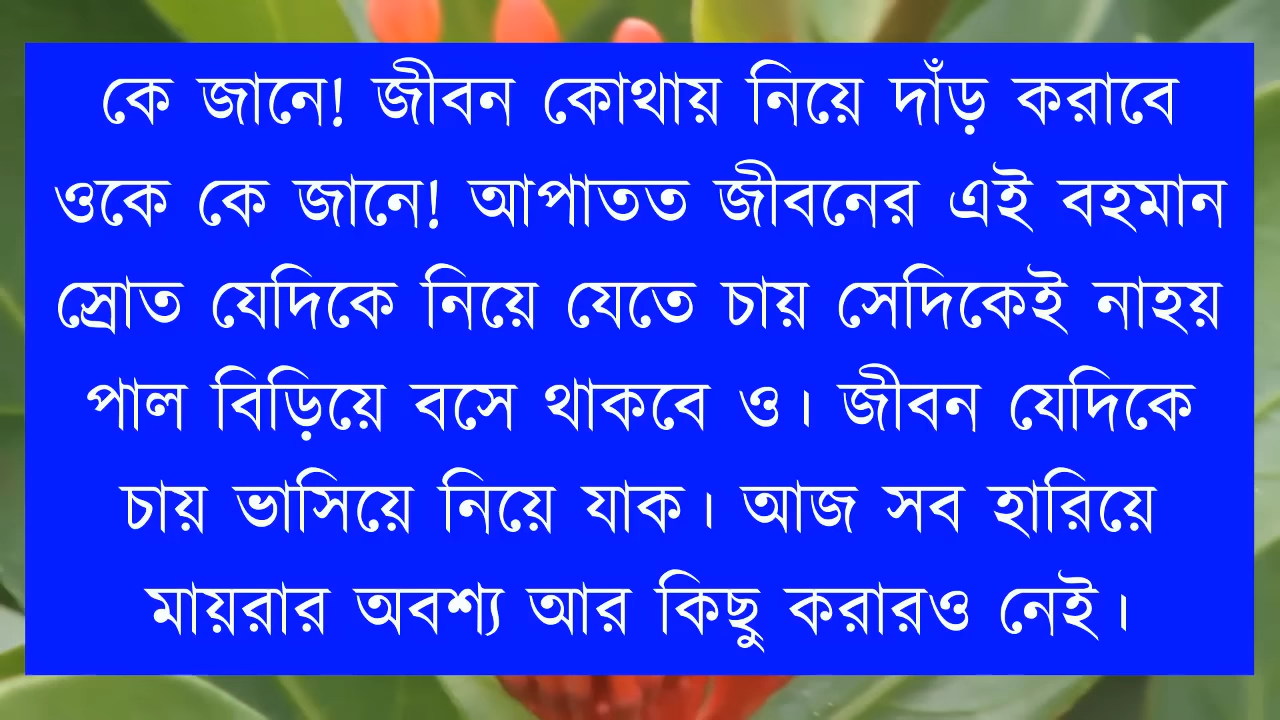 কে জানে! জীবন কোথায় নিয়ে দাঁড় করাবে
ওকে কে জানে! আপাতত জীবনের এই বহমান
স্রোত যেদিকে নিয়ে যেতে চায় সেদিকেই নাহয়
পাল বিড়িয়ে বসে থাকবে ও। জীবন যেদিকে
চায় ভাসিয়ে নিয়ে যাক। আজ সব হারিয়ে
মায়রার অবশ্য আর কিছু করারও নেই।